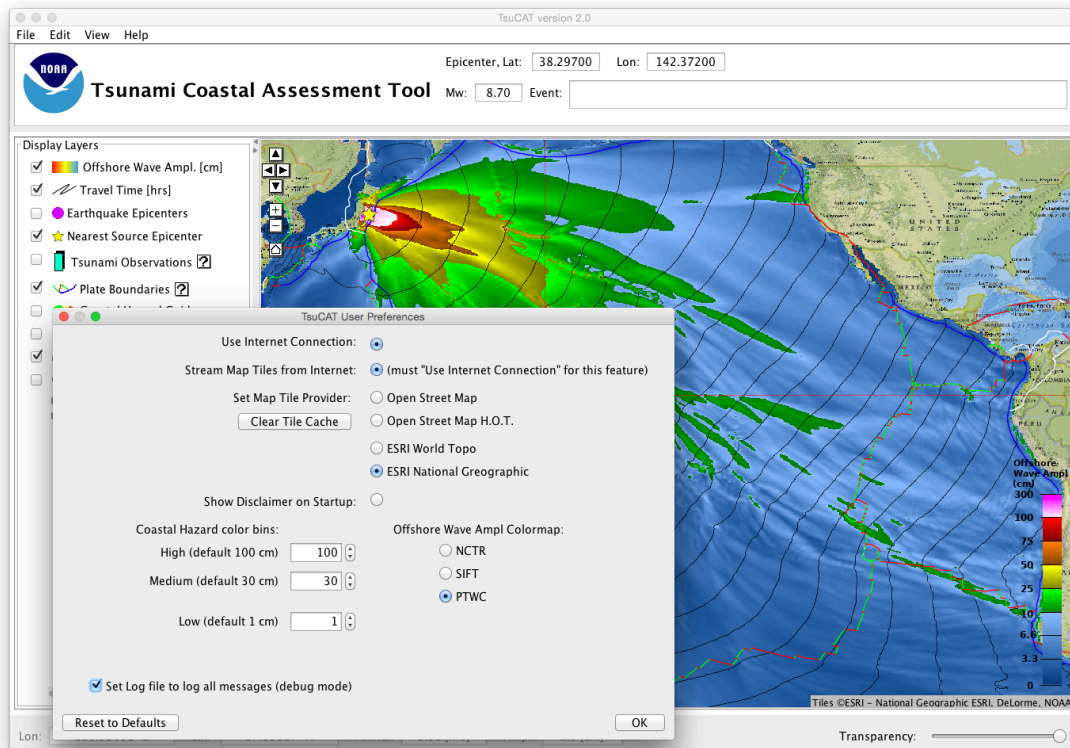 TsuCAT version 2.0
File Edit View Help
NOAA
Tsunami Coastal Assessment Tool
Epicenter, Lat: 38.29700 Lon: 142.37200
Mw: 8.70 Event:
Display Layers
Offshore Wave Ampl. [cm]
Travel Time [hrs]
Earthquake Epicenters
Nearest Source Epicenter
Tsunami Observations ?
Plate Boundaries ?
UNITED
STATES
MEXICO
PERU
TsuCAT User Preferences
Use Internet Connection:
Stream Map Tiles from Internet: (must "Use Internet Connection" for this feature)
Set Map Tile Provider: Open Street Map
Clear Tile Cache Open Street Map H.O.T.
ESRI World Topo
ESRI National Geographic
Show Disclaimer on Startup:
Coastal Hazard color bins: Offshore Wave Ampl Colormap:
High (default 100 cm) 100 NCTR
Medium (default 30 cm) 30 SIFT
PTWC
Low (default 1 cm) 1
Set Log file to log all messages (debug mode)
Reset to Defaults OK
Offshore
Wave Ampl
(cm)
300
100
75
50
25
10
6.6
3.3
0
Tiles ©ESRI - National Geographic ESRI, DeLorme, NOAA
Lon:
Transparency: